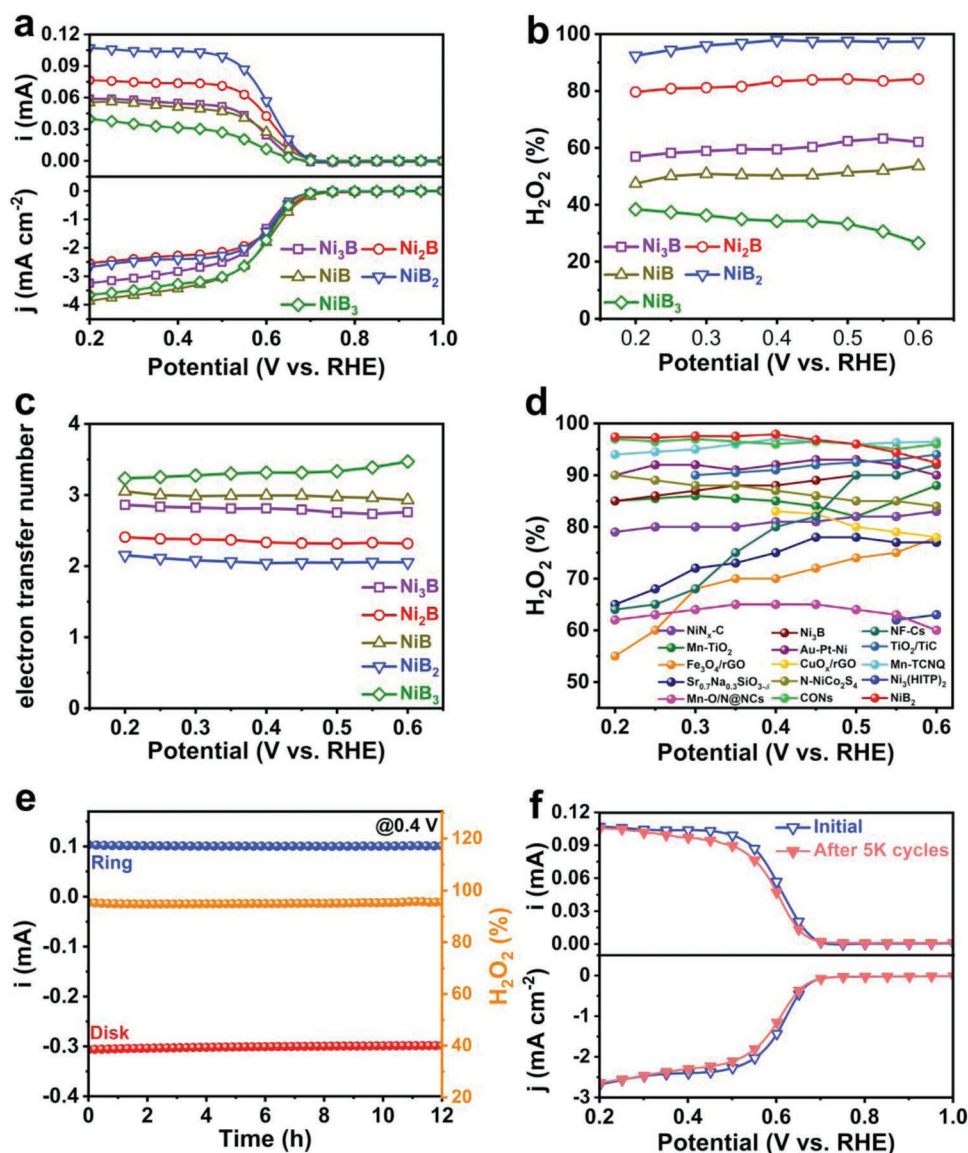 a
i (mA)
0.12
0.09
0.06
0.03
0.00
j (mA cm⁻²)
0
-1
-2
-3
-4
Ni₃B
Ni₂B
NiB
NiB₂
NiB₃
0.2 0.4 0.6 0.8 1.0
Potential (V vs. RHE)
b
H₂O₂ (%)
100
80
60
40
20
0
Ni₃B
Ni₂B
NiB
NiB₂
NiB₃
0.2 0.3 0.4 0.5 0.6
Potential (V vs. RHE)
c
electron transfer number
4
3
2
1
0
Ni₃B
Ni₂B
NiB
NiB₂
NiB₃
0.2 0.3 0.4 0.5 0.6
Potential (V vs. RHE)
d
H₂O₂ (%)
100
90
80
70
60
50
NiNₓ-C
Mn-TiO₂
Fe₃O₄/rGO
Sr₀.₇Na₀.₃SiO₃₋δ
Mn-O/N@NCs
Ni₃B
Au-Pt-Ni
CuOₓ/rGO
N-NiCo₂S₄
CONs
NF-Cs
TiO₂/TiC
Mn-TCNQ
Ni₃(HITP)₂
NiB₂
0.2 0.3 0.4 0.5 0.6
Potential (V vs. RHE)
e
@0.4 V
i (mA)
0.1
0.0
-0.1
-0.2
-0.3
-0.4
Ring
Disk
120
100
80
60
40
20
H₂O₂ (%)
0 2 4 6 8 10 12
Time (h)
f
i (mA)
0.12
0.09
0.06
0.03
0.00
Initial
After 5K cycles
j (mA cm⁻²)
0
-1
-2
-3
0.2 0.4 0.6 0.8 1.0
Potential (V vs. RHE)